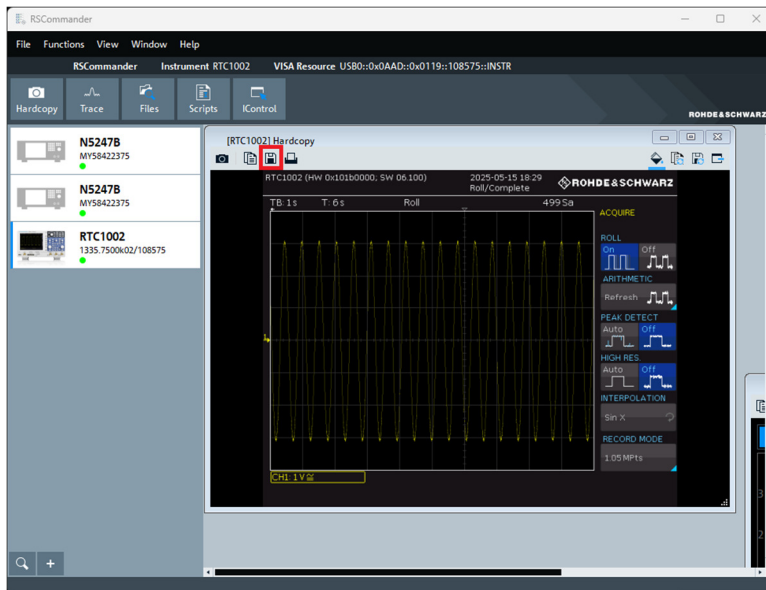 RSCommander
File Functions View Window Help
RSCommander Instrument RTC1002 VISA Resource USB0::0x0AAD::0x0119::108575::INSTR
Hardcopy Trace Files Scripts IControl
ROHDE&SCHWARZ
N5247B
MY58422375
N5247B
MY58422375
RTC1002
1335.7500k02/108575
[RTC1002] Hardcopy
RTC1002 (HW 0x101b0000; SW 06.100)
2025-05-15 18:29
Roll/Complete
ROHDE&SCHWARZ
TB: 1 s T: 6 s Roll 499 Sa
ACQUIRE
ROLL
On Off
ARITHMETIC
Refresh
PEAK DETECT
Auto Off
HIGH RES.
Auto Off
INTERPOLATION
Sin X
RECORD MODE
1.05 MPts
CH1: 1 V
3
2